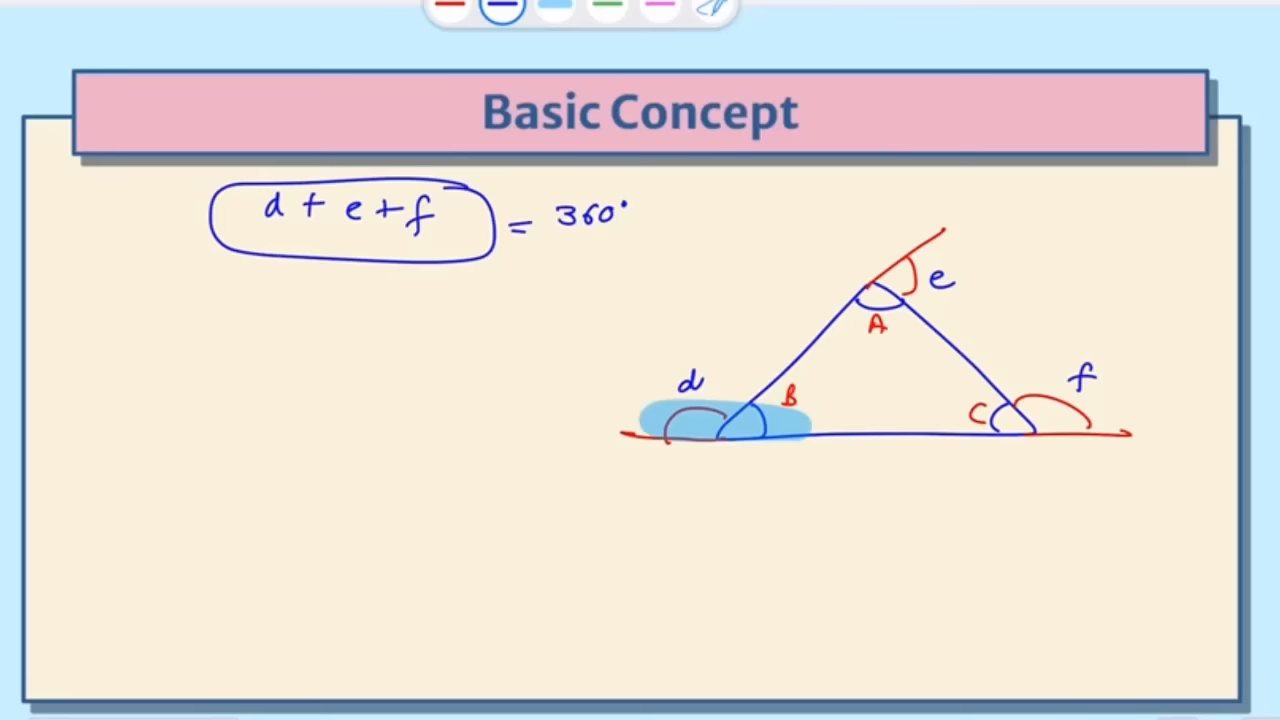 Basic Concept
d + e + f = 360°
e
A
d
B
C
f